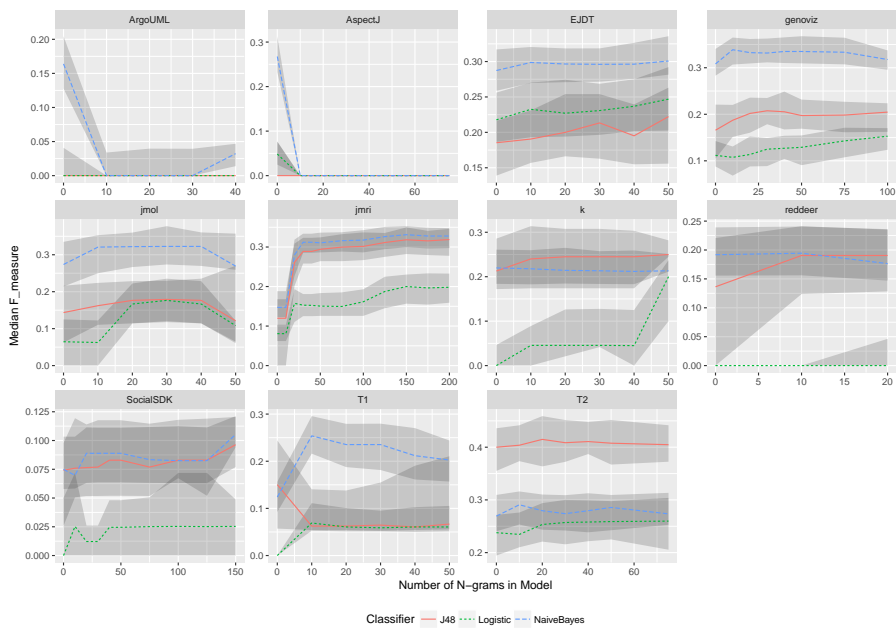 ArgoUML AspectJ EJDT genoviz
0.20 0.15 0.10 0.05 0.00
0 10 20 30 40
0.3 0.2 0.1 0.0
0 20 40 60
0.30 0.25 0.20 0.15
0 10 20 30 40 50
0.3 0.2 0.1
0 25 50 75 100
jmol jmri k reddeer
0.3 0.2 0.1 0.0
0 10 20 30 40 50
0.3 0.2 0.1 0.0
0 50 100 150 200
0.3 0.2 0.1 0.0
0 10 20 30 40 50
0.25 0.20 0.15 0.10 0.05 0.00
0 5 10 15 20
SocialSDK T1 T2
0.125 0.100 0.075 0.050 0.025 0.000
0 50 100 150
0.3 0.2 0.1 0.0
0 10 20 30 40 50
0.4 0.3 0.2
0 20 40 60
Median F_measure
Number of N−grams in Model
Classifier J48 Logistic NaiveBayes